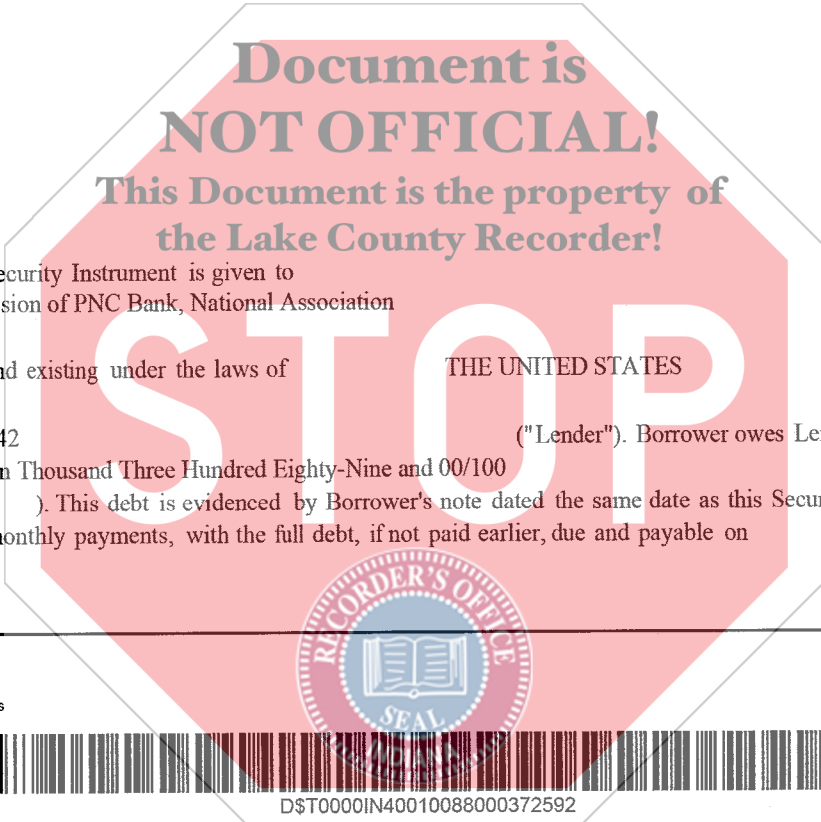 Document is
NOT OFFICIAL!
This Document is the property of
the Lake County Recorder!
ecurity Instrument is given to
sion of PNC Bank, National Association
nd existing under the laws of THE UNITED STATES
42 ("Lender"). Borrower owes Le
n Thousand Three Hundred Eighty-Nine and 00/100
). This debt is evidenced by Borrower's note dated the same date as this Secur
onthly payments, with the full debt, if not paid earlier, due and payable on
STOP
RECORDER'S OFFICE
SEAL
INDIANA
s
D$T0000IN40010088000372592